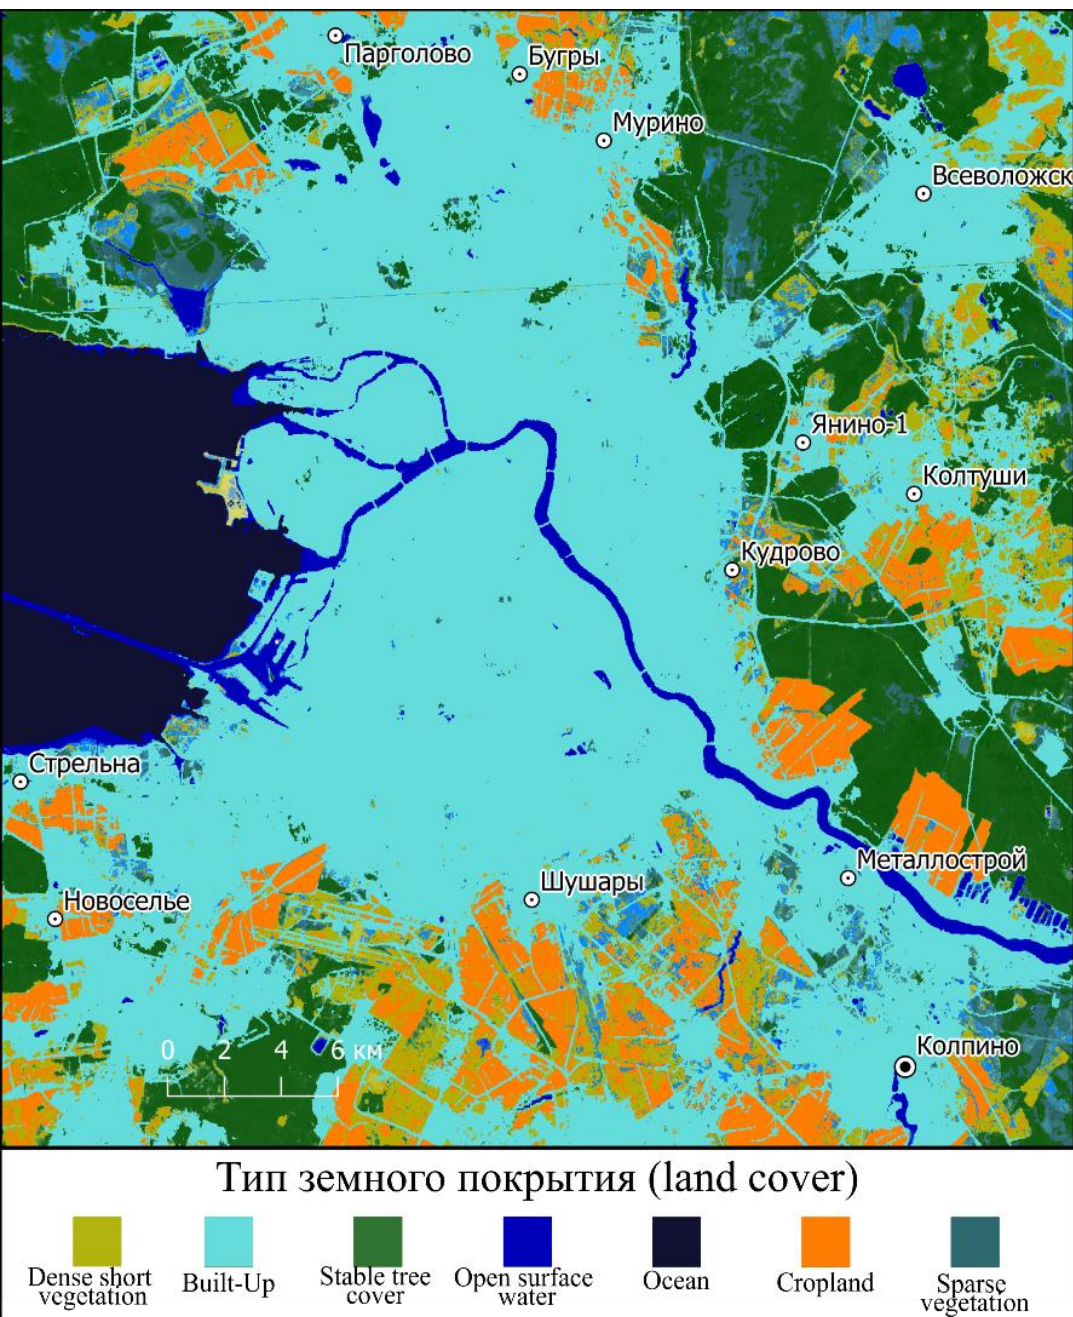 Парголово
Бугры
Мурино
Всеволожск
Янино-1
Колтуши
Кудрово
Стрельна
Металлострой
Шушары
Новоселье
0 2 4 6 км
Колпино
Тип земного покрытия (land cover)
Dense short
vegetation
Built-Up
Stable tree
cover
Open surface
water
Ocean
Cropland
Sparse
vegetation